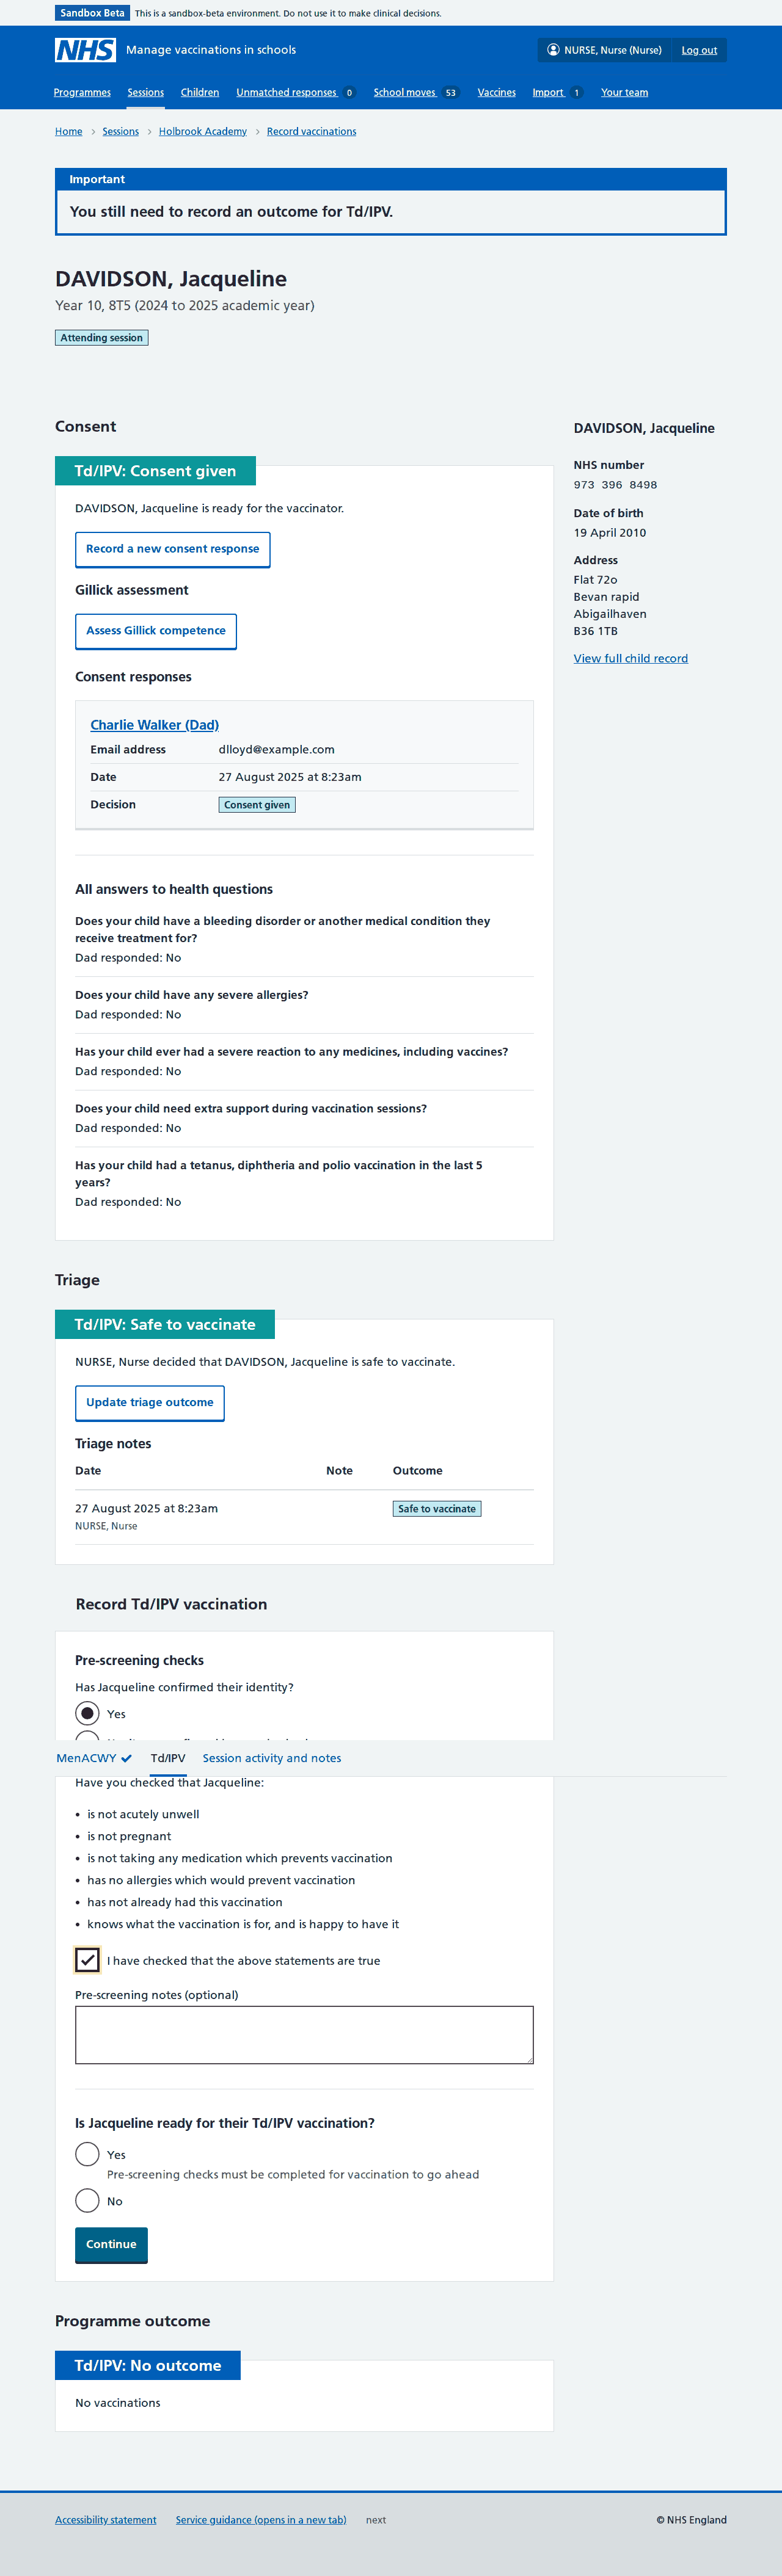 Sandbox Beta This is a sandbox-beta environment. Do not use it to make clinical decisions.
NHS Manage vaccinations in schools NURSE, Nurse (Nurse) Log out
Programmes Sessions Children Unmatched responses 0 School moves 53 Vaccines Import 1 Your team
Home Sessions Holbrook Academy Record vaccinations
Important
You still need to record an outcome for Td/IPV.
DAVIDSON, Jacqueline
Year 10, 8T5 (2024 to 2025 academic year)
Attending session
Consent
Td/IPV: Consent given
DAVIDSON, Jacqueline is ready for the vaccinator.
Record a new consent response
Gillick assessment
Assess Gillick competence
Consent responses
Charlie Walker (Dad)
Email address dlloyd@example.com
Date 27 August 2025 at 8:23am
Decision Consent given
All answers to health questions
Does your child have a bleeding disorder or another medical condition they
receive treatment for?
Dad responded: No
Does your child have any severe allergies?
Dad responded: No
Has your child ever had a severe reaction to any medicines, including vaccines?
Dad responded: No
Does your child need extra support during vaccination sessions?
Dad responded: No
Has your child had a tetanus, diphtheria and polio vaccination in the last 5
years?
Dad responded: No
DAVIDSON, Jacqueline
NHS number
973 396 8498
Date of birth
19 April 2010
Address
Flat 72o
Bevan rapid
Abigailhaven
B36 1TB
View full child record
Triage
Td/IPV: Safe to vaccinate
NURSE, Nurse decided that DAVIDSON, Jacqueline is safe to vaccinate.
Update triage outcome
Triage notes
Date Note Outcome
27 August 2025 at 8:23am Safe to vaccinate
NURSE, Nurse
Record Td/IPV vaccination
Pre-screening checks
Has Jacqueline confirmed their identity?
Yes
MenACWY Td/IPV Session activity and notes
Have you checked that Jacqueline:
• is not acutely unwell
• is not pregnant
• is not taking any medication which prevents vaccination
• has no allergies which would prevent vaccination
• has not already had this vaccination
• knows what the vaccination is for, and is happy to have it
I have checked that the above statements are true
Pre-screening notes (optional)
Is Jacqueline ready for their Td/IPV vaccination?
Yes
Pre-screening checks must be completed for vaccination to go ahead
No
Continue
Programme outcome
Td/IPV: No outcome
No vaccinations
Accessibility statement Service guidance (opens in a new tab) next © NHS England